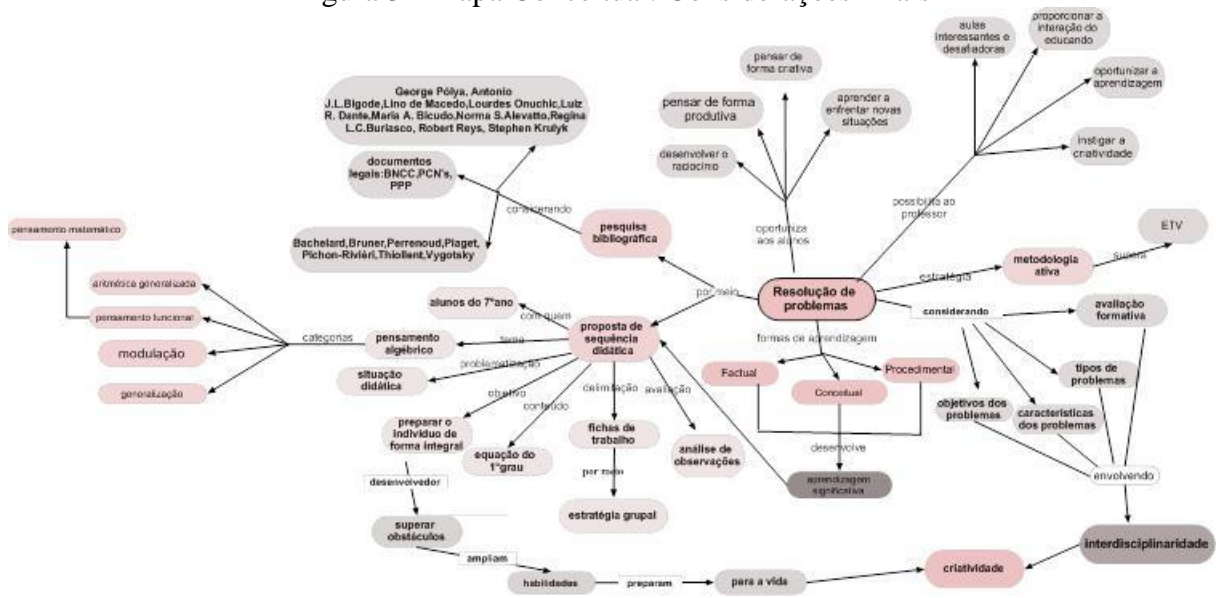 aulas
interessantes e
desafiadoras
proporcionar a
interação do
educando
oportunizar a
aprendizagem
instigar a
criatividade
pensar de
forma criativa
pensar de forma
produtiva
aprender a
enfrentar novas
situações
desenvolver o
raciocínio
George Pólya, Antonio
J.L.Bigode,Lino de Macedo,Lourdes Onuchic,Luiz
R. Dante,Maria A. Bicudo,Norma S.Alevatto,Regina
L.C.Buriasco, Robert Reys, Stephen Krulyk
documentos
legais:BNCC,PCN's,
PPP
considerando
Bachelard,Bruner,Perrenoud,Piaget,
Pichon-Riviéri,Thiollent,Vygotsky
pesquisa
bibliográfica
oportuniza
aos alunos
possibilita ao
professor
ETV
supera
metodologia
ativa
estratégia
Resolução de
problemas
por meio
pensamento matemático
aritmética generalizada
pensamento funcional
modulação
generalização
categorias
pensamento
algébrico
alunos do 7ºano
com quem
tema
proposta de
sequência
didática
situação
didática
problematização
objetivo
conteúdo
delimitação
avaliação
preparar o
indivíduo de
forma integral
equação do
1ºgrau
fichas de
trabalho
análise de
observações
por meio
estratégia grupal
formas de aprendizagem
Factual
Conceitual
Procedimental
desenvolve
aprendizagem
significativa
considerando
avaliação
formativa
tipos de
problemas
objetivos dos
problemas
características
dos problemas
envolvendo
interdisciplinaridade
desenvolvedor
superar
obstáculos
ampliam
habilidades
preparam
para a vida
criatividade